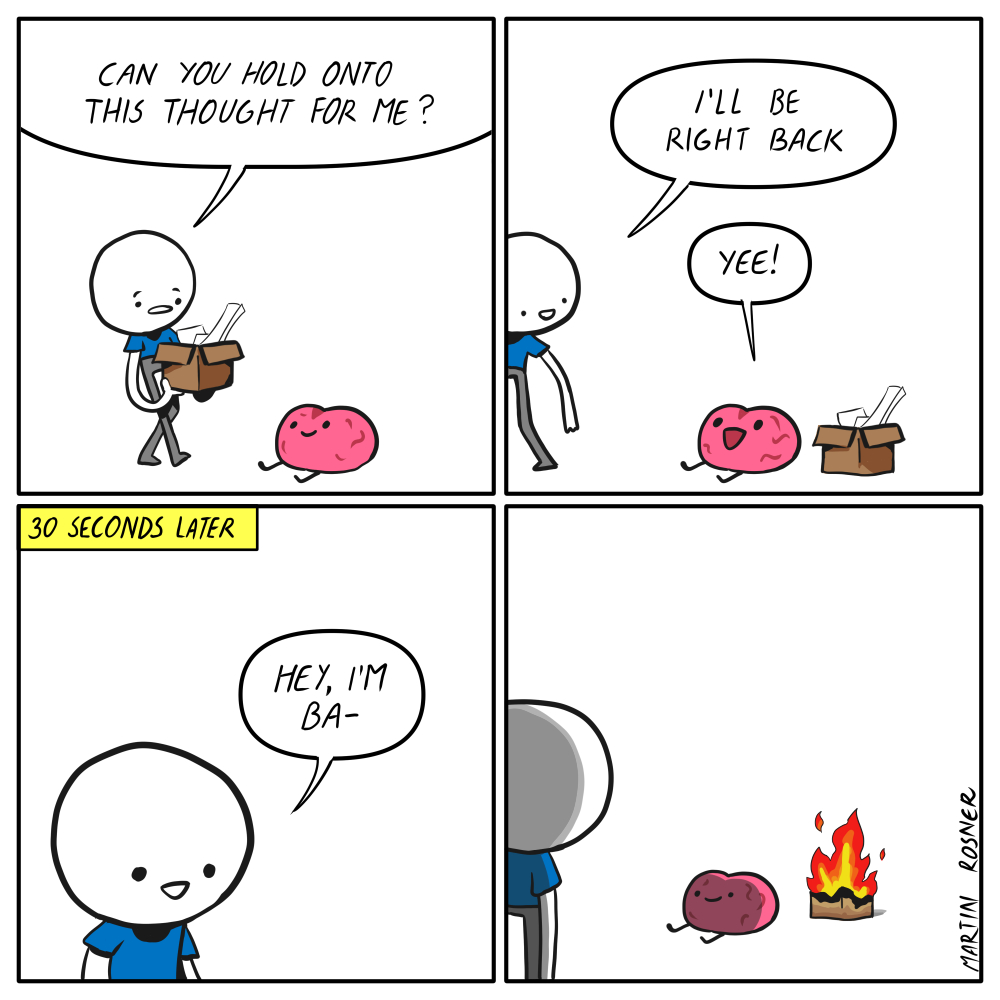 CAN YOU HOLD ONTO
THIS THOUGHT FOR ME?
I'LL BE
RIGHT BACK
YEE!
30 SECONDS LATER
HEY, I'M
BA-
MARTIN ROSNER